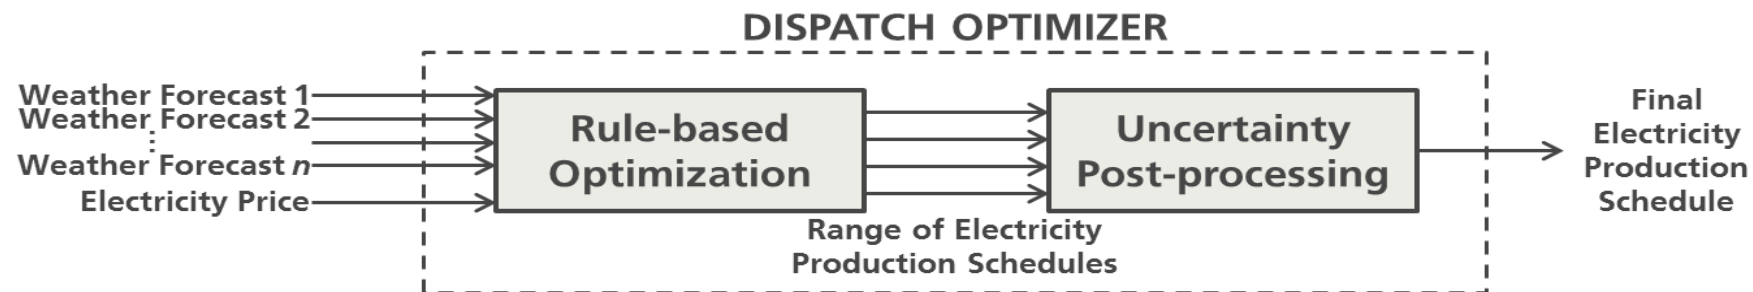 DISPATCH OPTIMIZER
Weather Forecast 1
Weather Forecast 2
⋮
Weather Forecast n
Electricity Price
Rule-based
Optimization
Range of Electricity
Production Schedules
Uncertainty
Post-processing
Final
Electricity
Production
Schedule